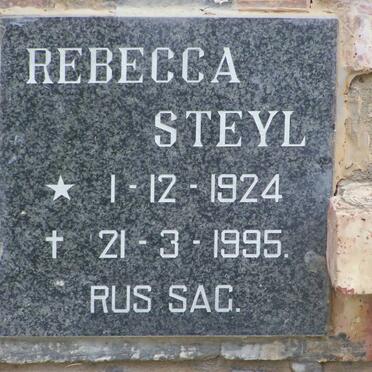 REBECCA
STEYL
★ 1-12-1924
† 21-3-1995.
RUS SAG.